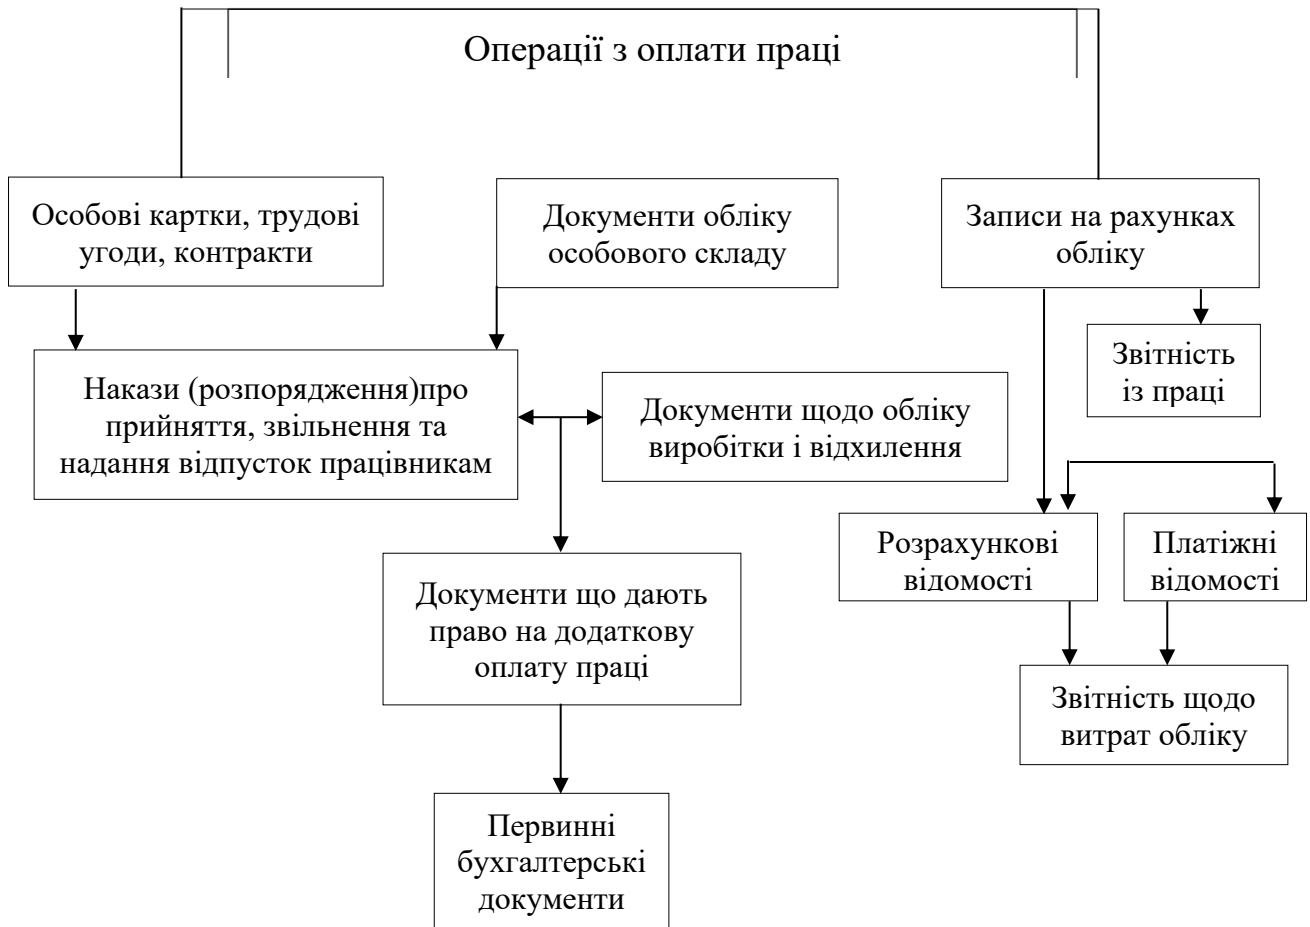 Операції з оплати праці
Особові картки, трудові
угоди, контракти
Документи обліку
особового складу
Записи на рахунках
обліку
Звітність
із праці
Накази (розпорядження)про
прийняття, звільнення та
надання відпусток працівникам
Документи щодо обліку
виробітки і відхилення
Розрахункові
відомості
Платіжні
відомості
Документи що дають
право на додаткову
оплату праці
Звітність щодо
витрат обліку
Первинні
бухгалтерські
документи